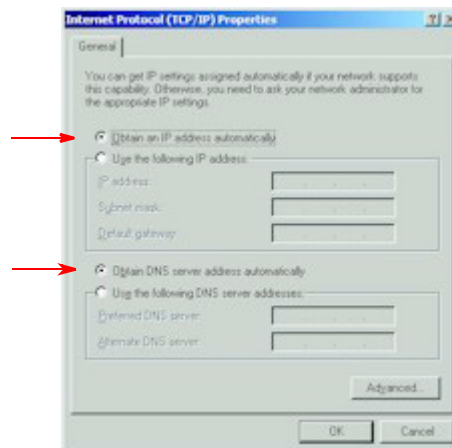 Internet Protocol (TCP/IP) Properties
General
You can get IP settings assigned automatically if your network supports
this capability. Otherwise, you need to ask your network administrator for
the appropriate IP settings.
Obtain an IP address automatically
Use the following IP address:
IP address:
Subnet mask:
Default gateway:
Obtain DNS server address automatically
Use the following DNS server addresses:
Preferred DNS server:
Alternate DNS server:
Advanced...
OK Cancel